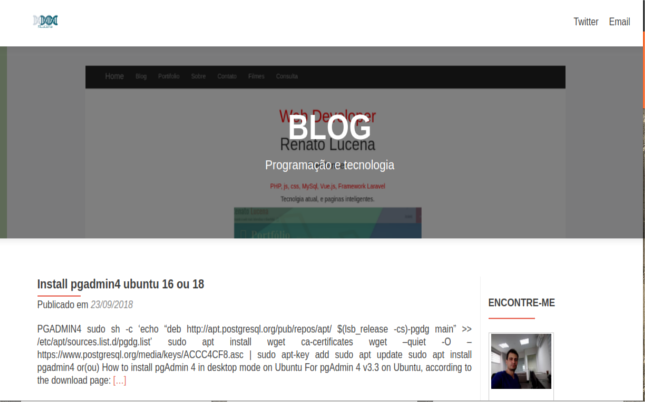 Twitter Email
Home Blog Portfolio Sobre Contato Filmes Consulta
Web Developer
BLOG
Renato Lucena
Programação e tecnologia
PHP, js, css, MySql, Vue.js, Framework Laravel
Tecnolgia atual, e paginas inteligentes.
Install pgadmin4 ubuntu 16 ou 18
Publicado em 23/09/2018
ENCONTRE-ME
PGADMIN4 sudo sh -c ‘echo “deb http://apt.postgresql.org/pub/repos/apt/ $(lsb_release -cs)-pgdg main” >>
/etc/apt/sources.list.d/pgdg.list’ sudo apt install wget ca-certificates wget –quiet -O –
https://www.postgresql.org/media/keys/ACCC4CF8.asc | sudo apt-key add sudo apt update sudo apt install
pgadmin4 or(ou) How to install pgAdmin 4 in desktop mode on Ubuntu For pgAdmin 4 v3.3 on Ubuntu, according to
the download page: […]